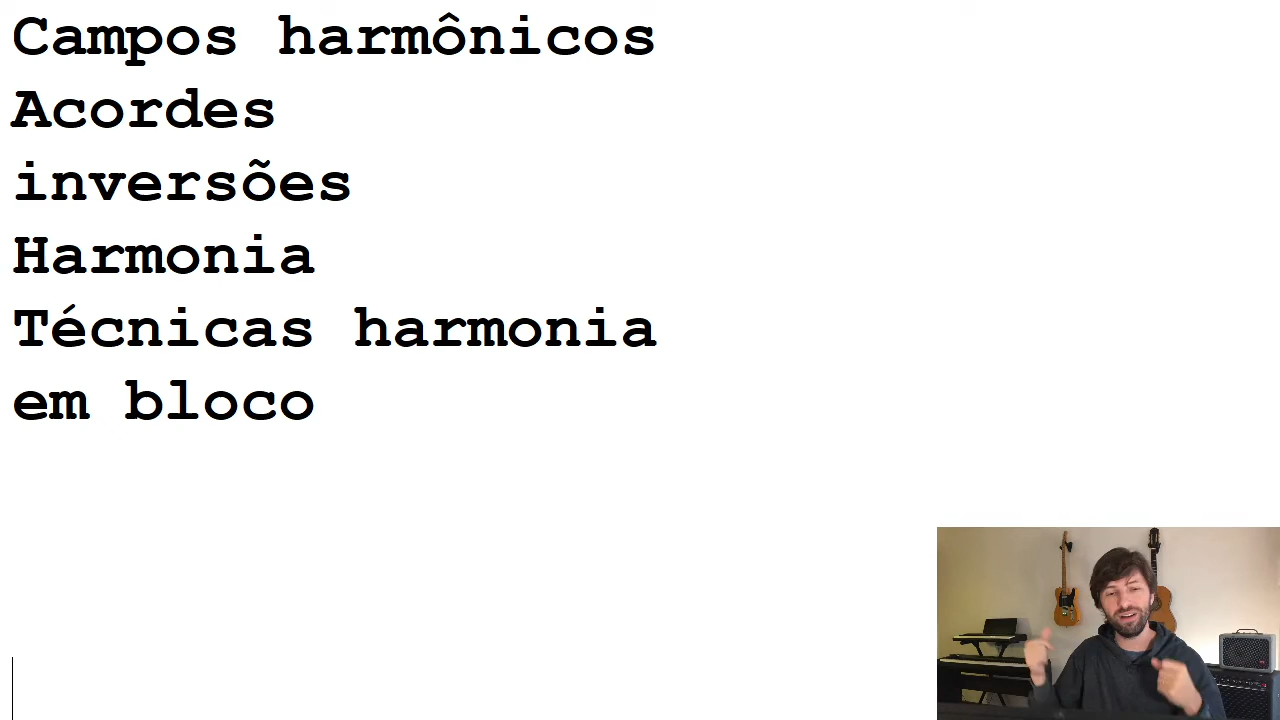 Campos harmônicos
Acordes
inversões
Harmonia
Técnicas harmonia
em bloco